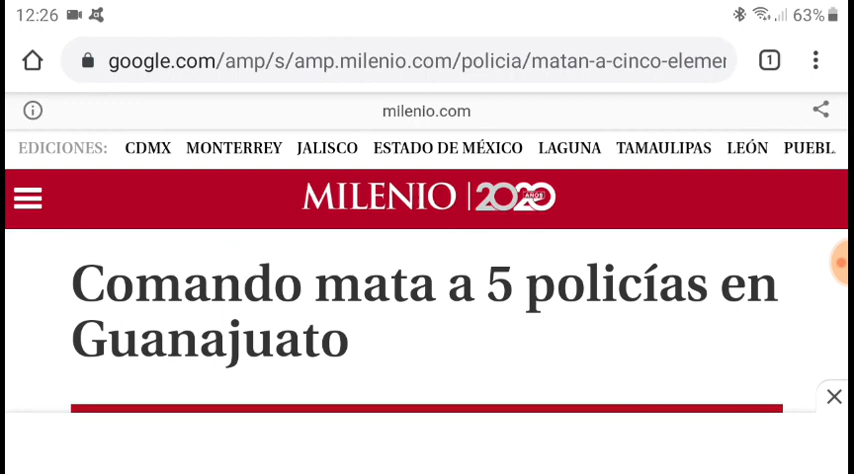 12:26 63%
google.com/amp/s/amp.milenio.com/policia/matan-a-cinco-elemer
1
milenio.com
EDICIONES: CDMX MONTERREY JALISCO ESTADO DE MÉXICO LAGUNA TAMAULIPAS LEÓN PUEBL
MILENIO | 2020 AÑOS
Comando mata a 5 policías en
Guanajuato